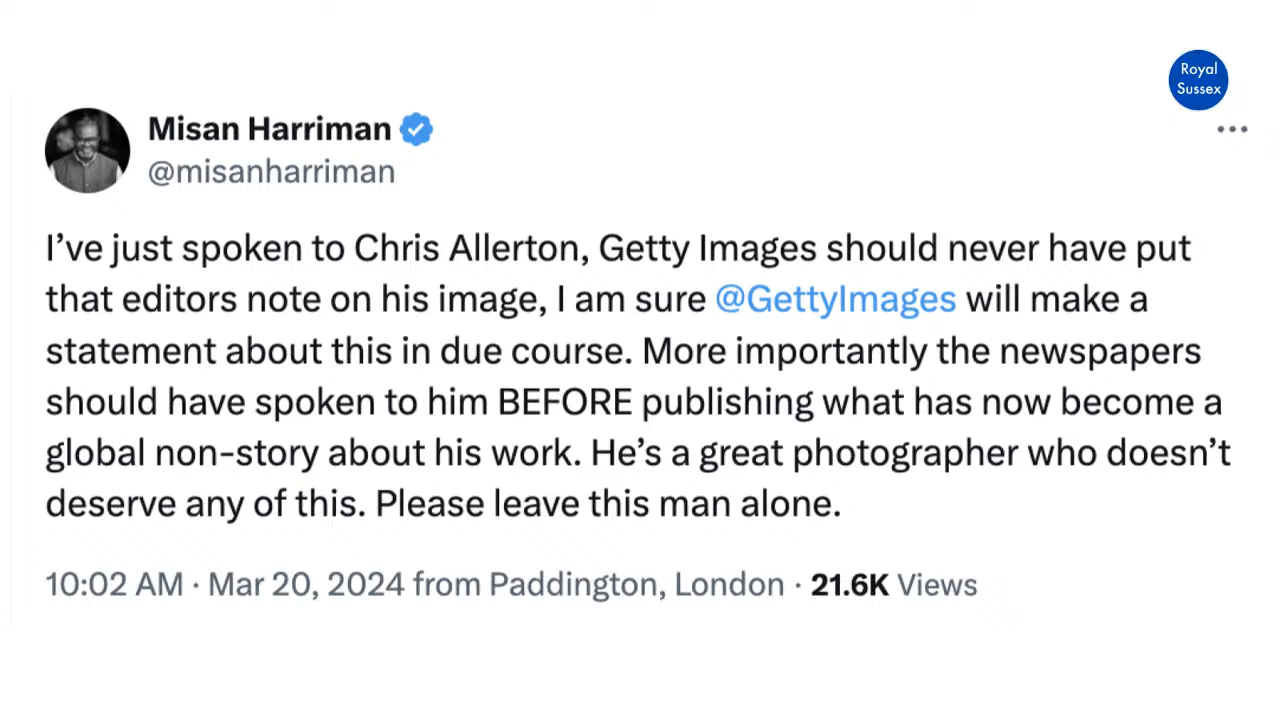 Royal
Sussex
Misan Harriman
@misanharriman
I’ve just spoken to Chris Allerton, Getty Images should never have put
that editors note on his image, I am sure @GettyImages will make a
statement about this in due course. More importantly the newspapers
should have spoken to him BEFORE publishing what has now become a
global non-story about his work. He’s a great photographer who doesn’t
deserve any of this. Please leave this man alone.
10:02 AM · Mar 20, 2024 from Paddington, London · 21.6K Views